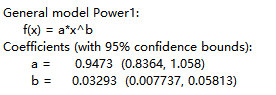 General model Power1:
f(x) = a*x^b
Coefficients (with 95% confidence bounds):
a = 0.9473 (0.8364, 1.058)
b = 0.03293 (0.007737, 0.05813)